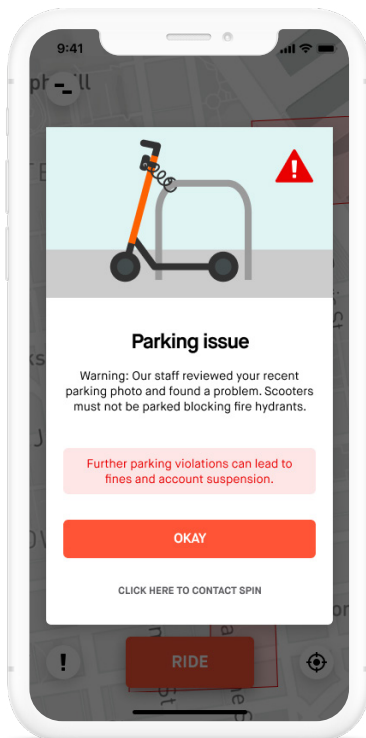 9:41
Parking issue
Warning: Our staff reviewed your recent
parking photo and found a problem. Scooters
must not be parked blocking fire hydrants.
Further parking violations can lead to
fines and account suspension.
OKAY
CLICK HERE TO CONTACT SPIN
!
RIDE